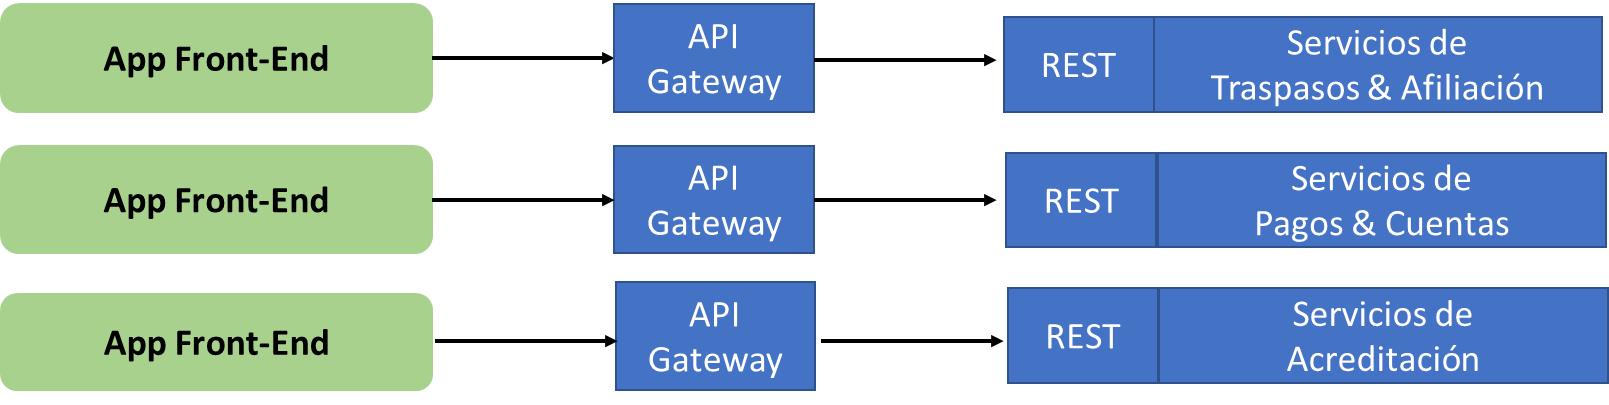 App Front-End
API
Gateway
REST
Servicios de
Traspasos & Afiliación
App Front-End
API
Gateway
REST
Servicios de
Pagos & Cuentas
App Front-End
API
Gateway
REST
Servicios de
Acreditación